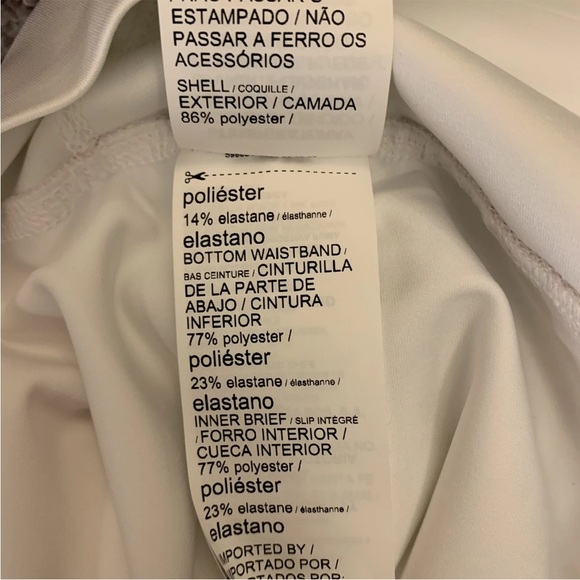 ESTAMPADO / NÃO
PASSAR A FERRO OS
ACESSÓRIOS
SHELL / COQUILLE /
EXTERIOR / CAMADA
86% polyester /
poliéster
14% elastane / élasthanne /
elastano
BOTTOM WAISTBAND /
BAS CEINTURE / CINTURILLA
DE LA PARTE DE
ABAJO / CINTURA
INFERIOR
77% polyester /
poliéster
23% elastane / élasthanne /
elastano
INNER BRIEF / SLIP INTÉGRÉ
/ FORRO INTERIOR /
CUECA INTERIOR
77% polyester /
poliéster
23% elastane / élasthanne /
elastano
IMPORTED BY /